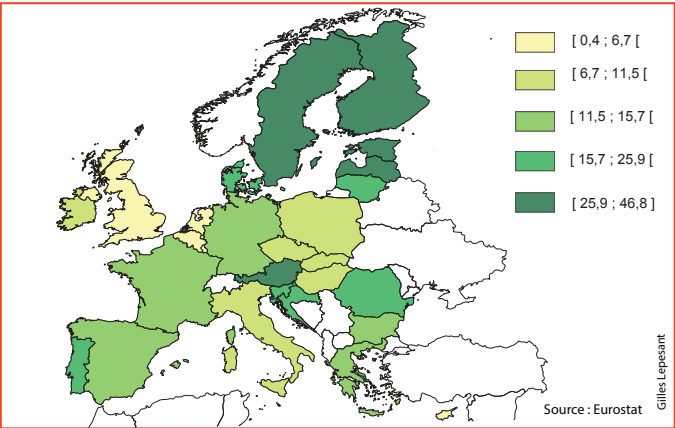 [ 0,4 ; 6,7 [
[ 6,7 ; 11,5 [
[ 11,5 ; 15,7 [
[ 15,7 ; 25,9 [
[ 25,9 ; 46,8 ]
Gilles Lepesant
Source : Eurostat